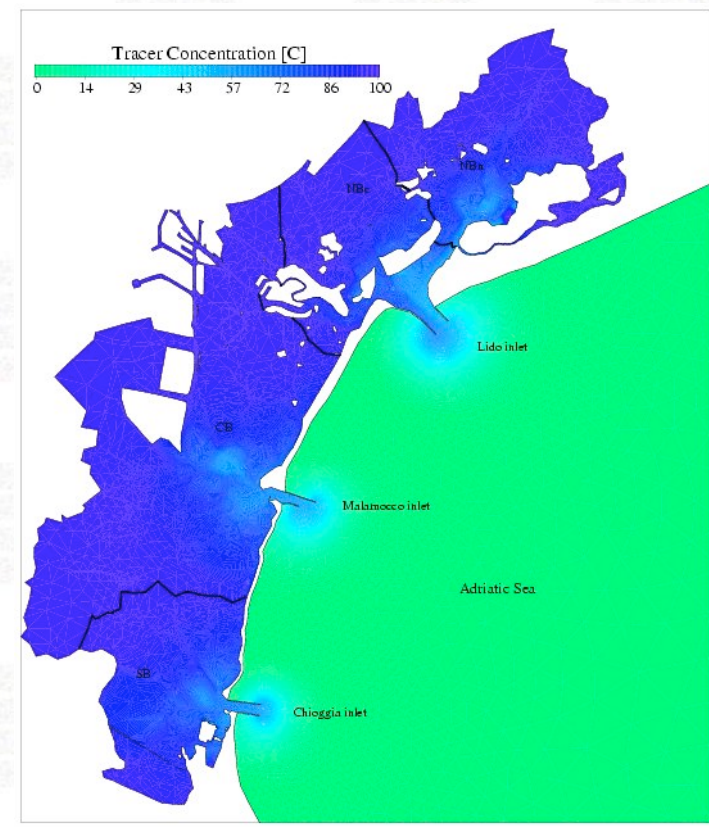 Tracer Concentration [C]
0 14 29 43 57 72 86 100
NBn
NBc
Lido inlet
CB
Malamocco inlet
Adriatic Sea
SB
Chioggia inlet